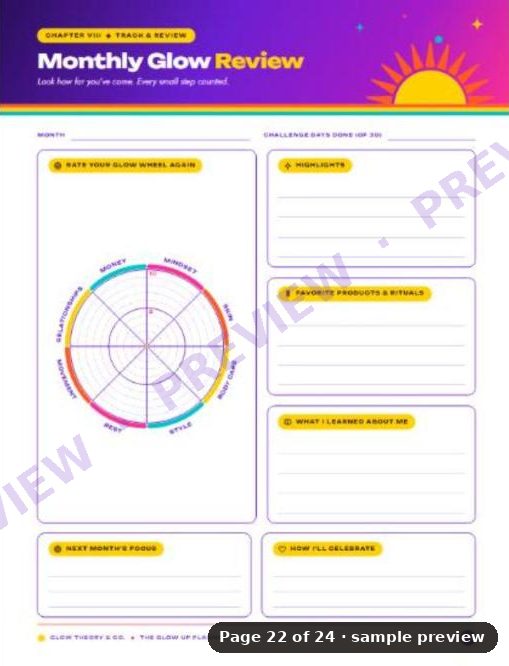 CHAPTER VIII ◆ TRACK & REVIEW
Monthly Glow Review
Look how far you've come. Every small step counted.
MONTH
CHALLENGE DAYS DONE (OF 30)
RATE YOUR GLOW WHEEL AGAIN
MONEY
MINDSET
SKIN
BODY CARE
STYLE
REST
MOVEMENT
RELATIONSHIPS
10
5
HIGHLIGHTS
FAVORITE PRODUCTS & RITUALS
WHAT I LEARNED ABOUT ME
NEXT MONTH'S FOCUS
HOW I'LL CELEBRATE
PREVIEW · PREVIEW · PREV
GLOW THEORY & CO. ◆ THE GLOW UP
Page 22 of 24 · sample preview